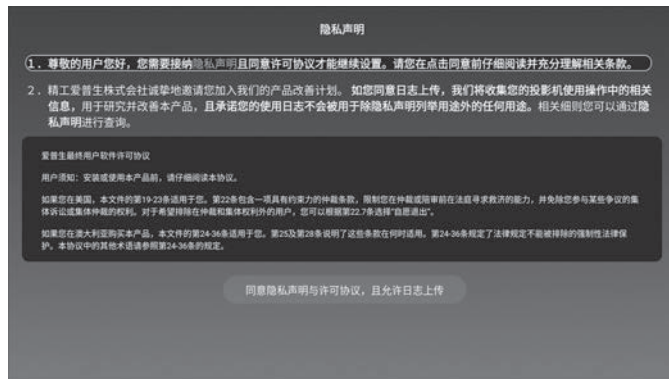 隐私声明
1. 尊敬的用户您好，您需要接纳隐私声明且同意许可协议才能继续设置。请您在点击同意前仔细阅读并充分理解相关条款。
2. 精工爱普生株式会社诚挚地邀请您加入我们的产品改善计划。如您同意日志上传，我们将收集您的投影机使用操作中的相关
信息，用于研究并改善本产品，且承诺您的使用日志不会被用于除隐私声明列举用途外的任何用途。相关细则您可以通过隐
私声明进行查询。
爱普生最终用户软件许可协议
用户须知：安装或使用本产品前，请仔细阅读本协议。
如果您在美国，本文件的第19-23条适用于您。第22条包含一项具有约束力的仲裁条款，限制您在仲裁或陪审前在法庭寻求救济的能力，并免除您参与某些争议的集
体诉讼或集体仲裁的权利。对于希望排除在仲裁和集体权利外的用户，您可以根据第22.7条选择"自愿退出"。
如果您在澳大利亚购买本产品，本文件的第24-36条适用于您。第25及第28条说明了这些条款在何时适用。第24-36条规定了法律规定不能被排除的强制性法律保
护。本协议中的其他术语请参照第24-36条的规定。
同意隐私声明与许可协议，且允许日志上传